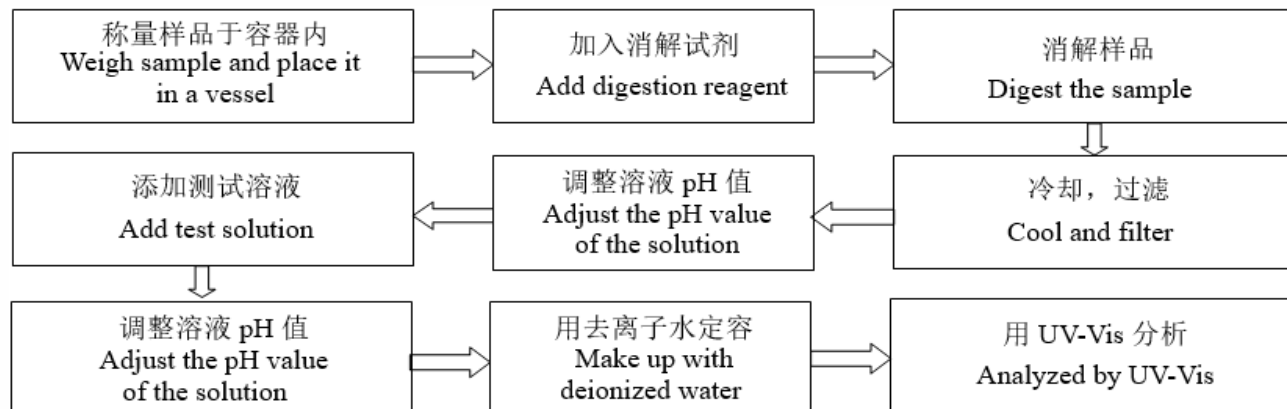 称量样品于容器内
Weigh sample and place it
in a vessel
加入消解试剂
Add digestion reagent
消解样品
Digest the sample
冷却，过滤
Cool and filter
调整溶液 pH 值
Adjust the pH value
of the solution
添加测试溶液
Add test solution
调整溶液 pH 值
Adjust the pH value
of the solution
用去离子水定容
Make up with
deionized water
用 UV-Vis 分析
Analyzed by UV-Vis